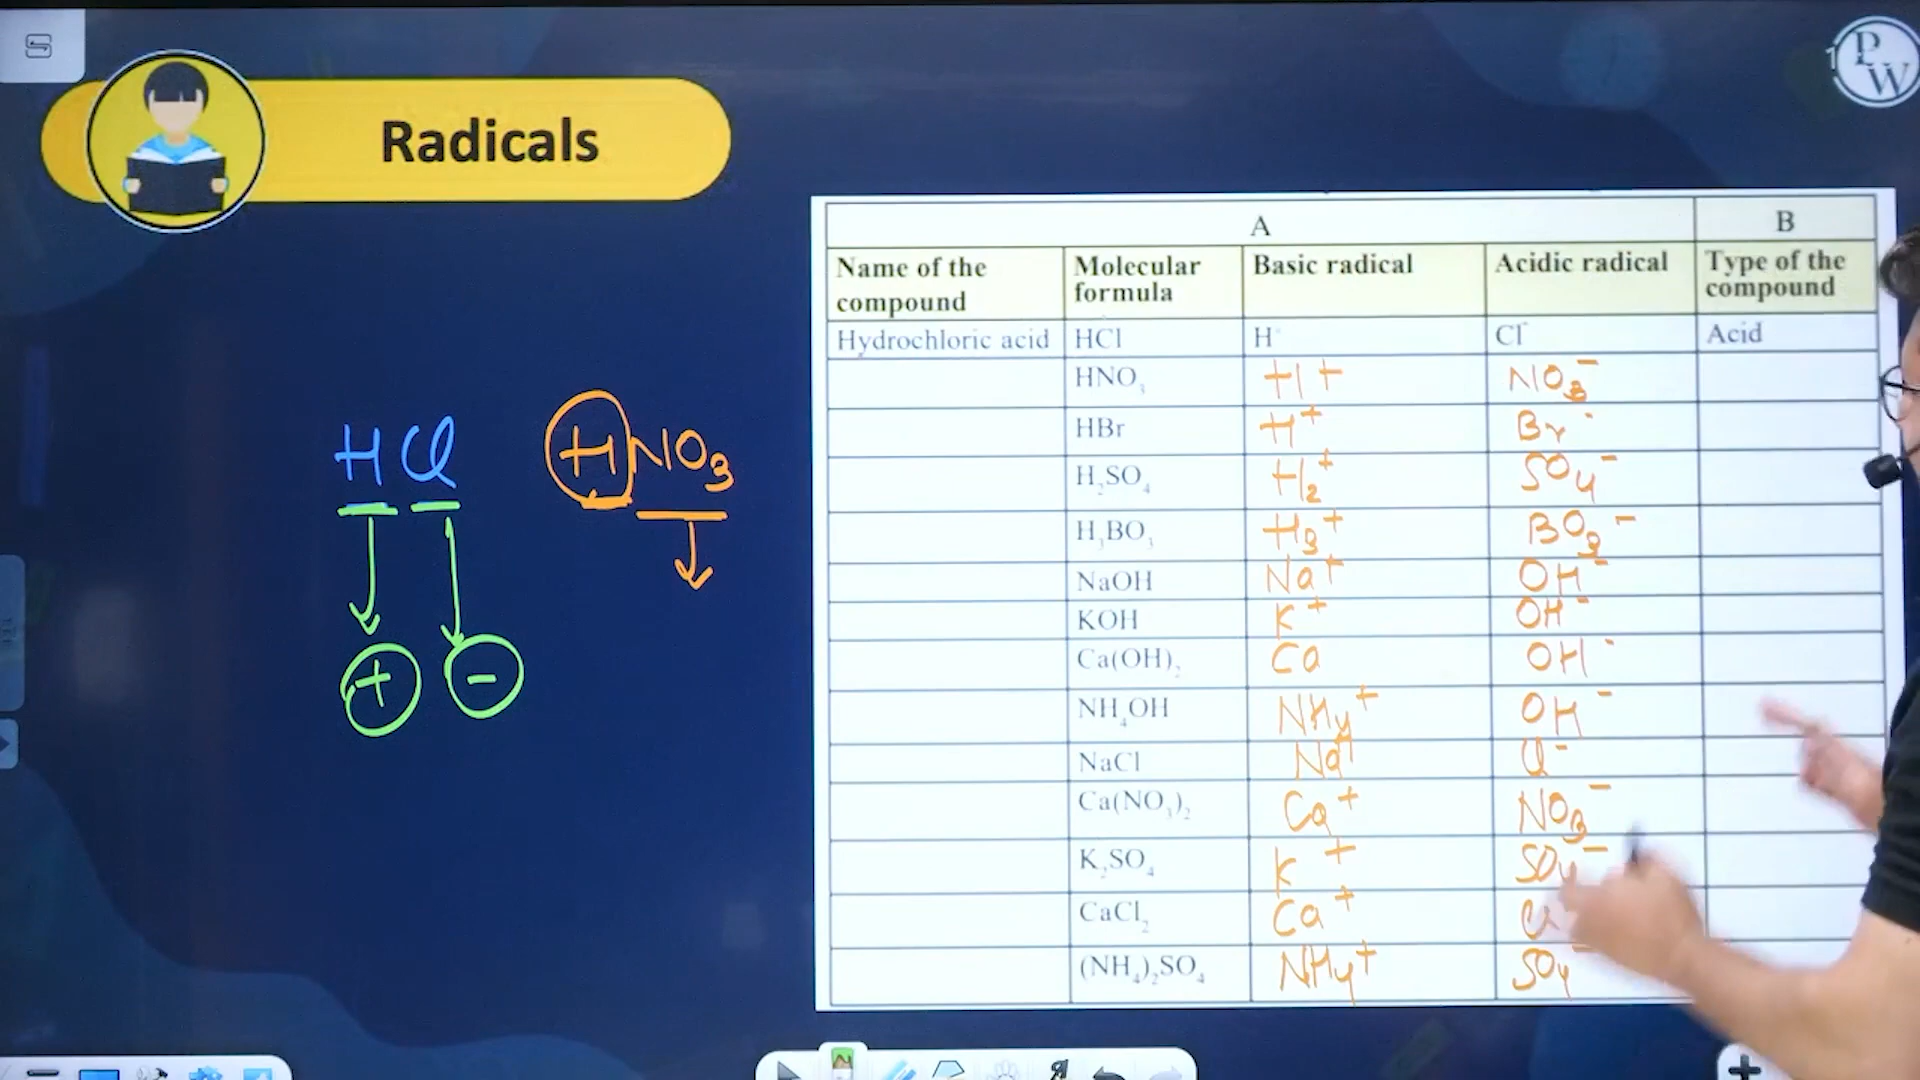 PW
Radicals
A B
Name of the compound Molecular formula Basic radical Acidic radical Type of the compound
Hydrochloric acid HCl H⁺ Cl⁻ Acid
HNO₃ H⁺ NO₃⁻
HBr H⁺ Br⁻
H₂SO₄ H₂⁺ SO₄⁻
H₃BO₃ H₃⁺ BO₃⁻
NaOH Na⁺ OH⁻
KOH K⁺ OH⁻
Ca(OH)₂ Ca OH⁻
NH₄OH NH₄⁺ OH⁻
NaCl Na⁺ Cl⁻
Ca(NO₃)₂ Ca⁺ NO₃⁻
K₂SO₄ K⁺ SO₄⁻
CaCl₂ Ca⁺ Cl
(NH₄)₂SO₄ NH₄⁺ SO₄⁻
HCl HNO₃
+ -